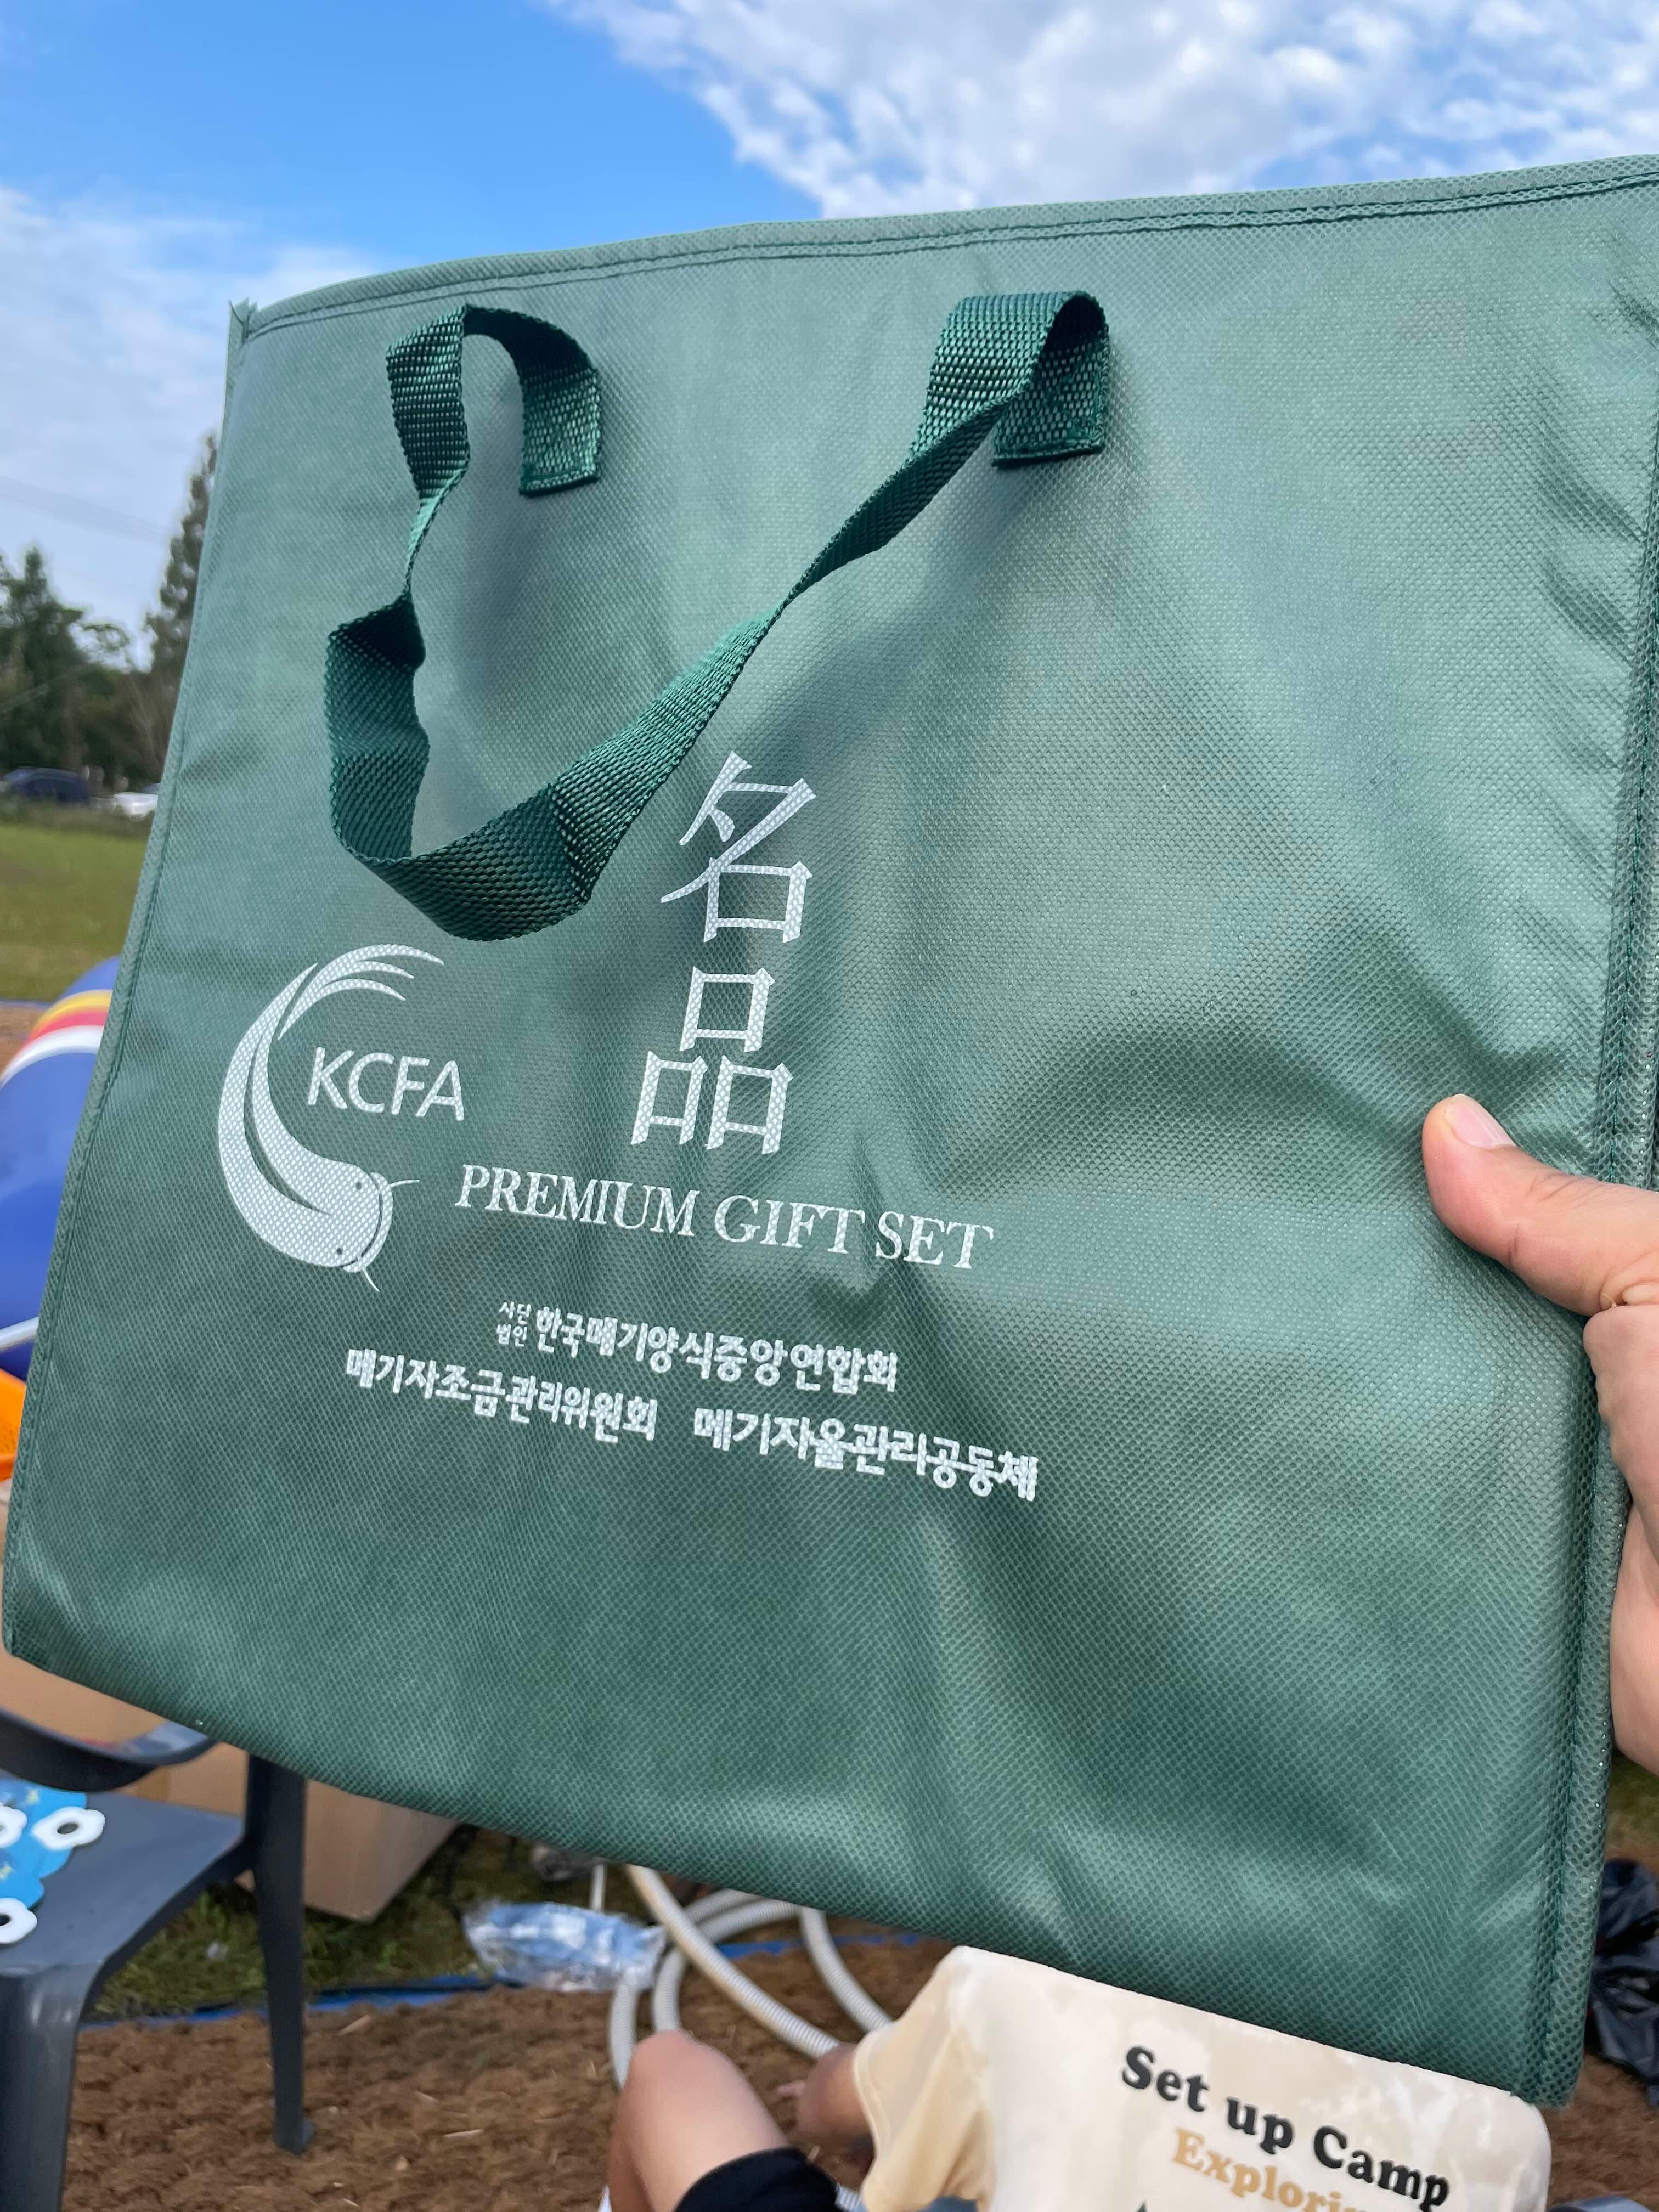 名品
KCFA
PREMIUM GIFT SET
사단법인 한국메기양식중앙연합회
메기자조금관리위원회 메기자율관리공동체
Set up Camp